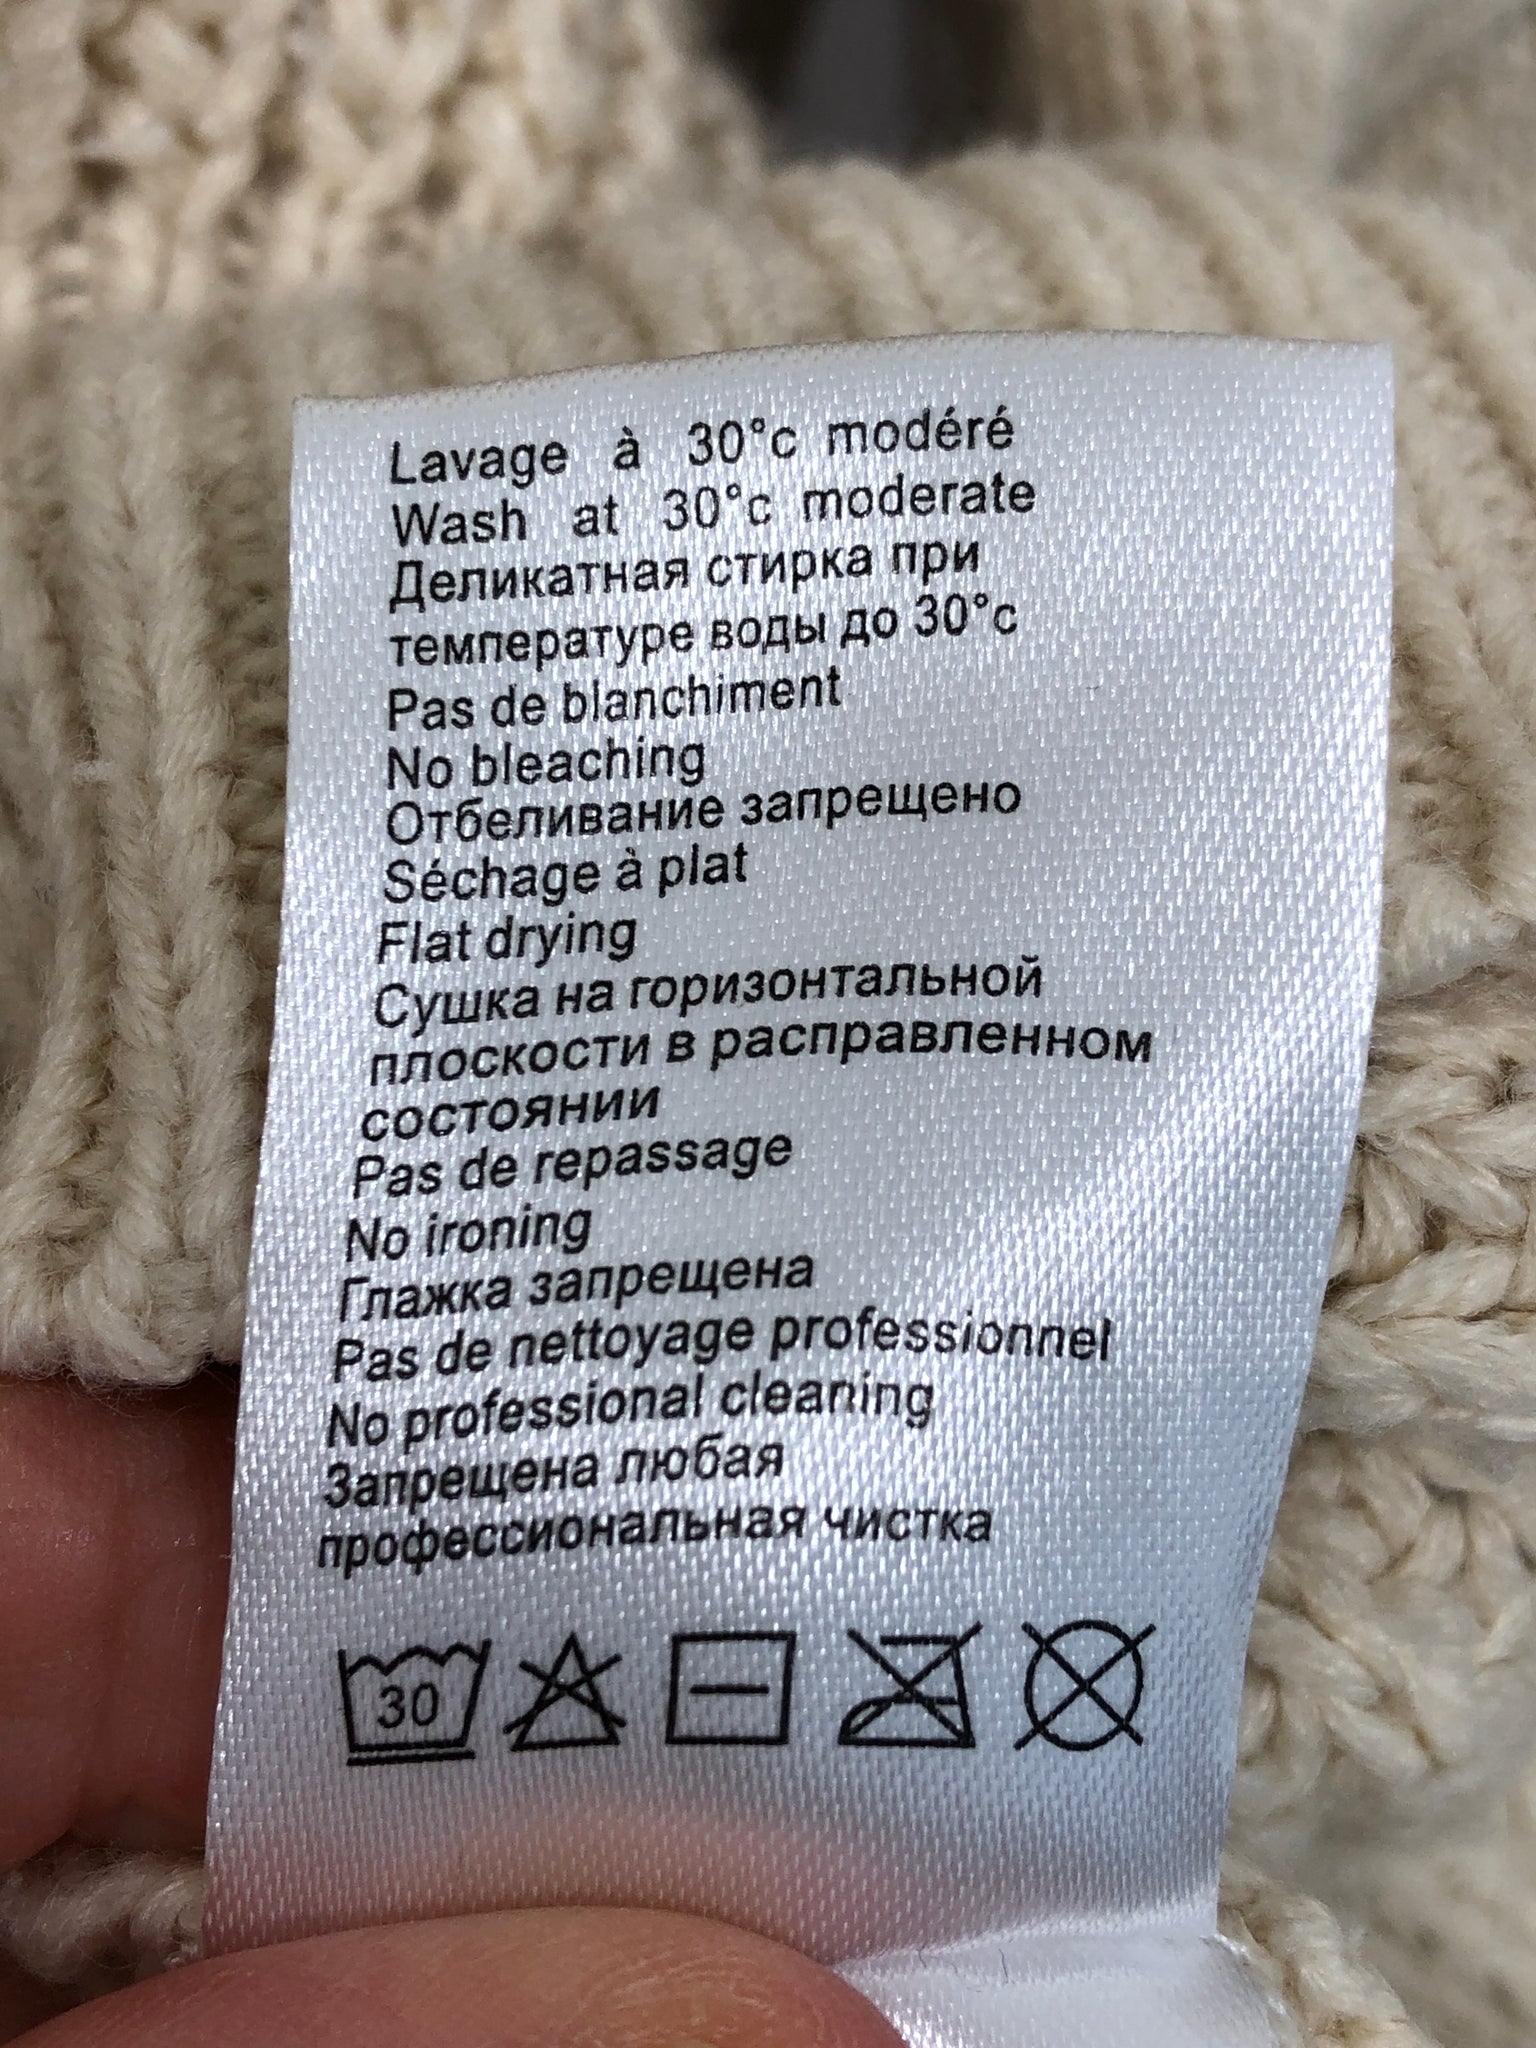 Lavage à 30°c modéré
Wash at 30°c moderate
Деликатная стирка при
температуре воды до 30°c
Pas de blanchiment
No bleaching
Отбеливание запрещено
Séchage à plat
Flat drying
Сушка на горизонтальной
плоскости в расправленном
состоянии
Pas de repassage
No ironing
Глажка запрещена
Pas de nettoyage professionnel
No professional cleaning
Запрещена любая
профессиональная чистка
30